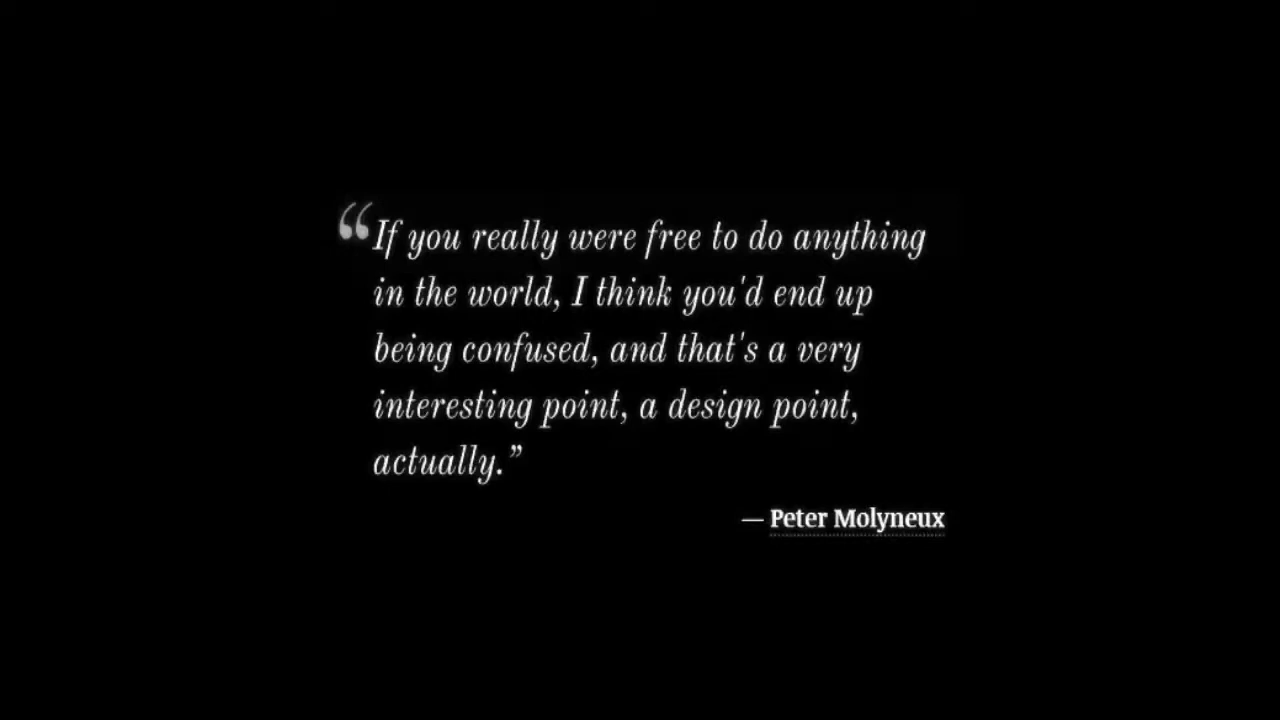 “If you really were free to do anything
in the world, I think you'd end up
being confused, and that's a very
interesting point, a design point,
actually.”
— Peter Molyneux